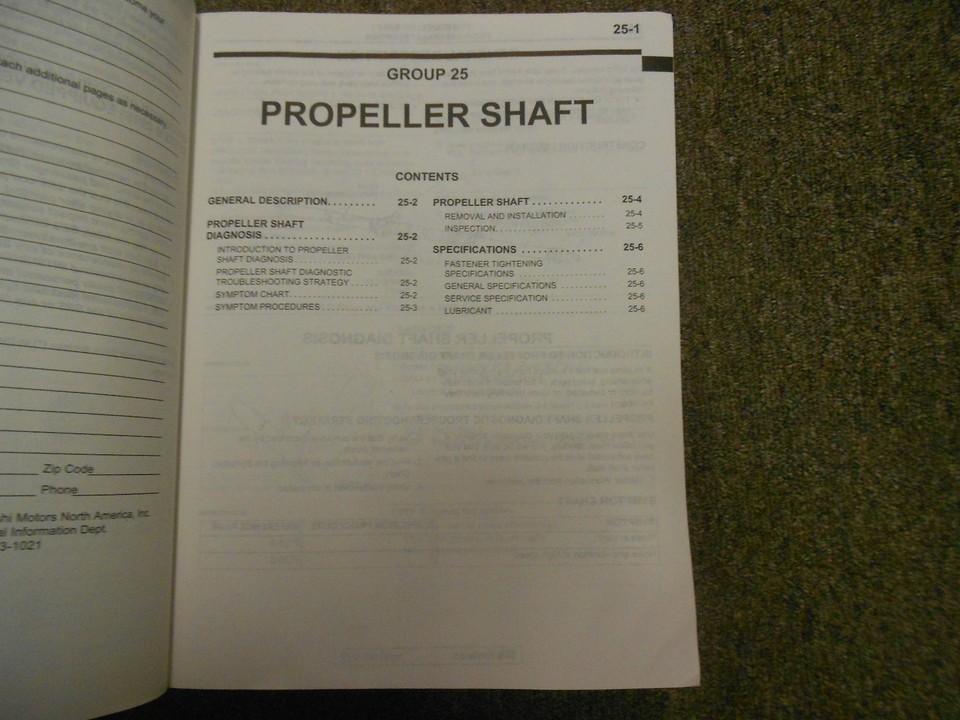 ome your
ach additional pages as necessary.
Zip Code
Phone
shi Motors North America, Inc.
al Information Dept.
3-1021
25-1
GROUP 25
PROPELLER SHAFT
CONTENTS
GENERAL DESCRIPTION. . . . . . . . . 25-2
PROPELLER SHAFT
DIAGNOSIS . . . . . . . . . . . . . . . . . . . . 25-2
INTRODUCTION TO PROPELLER
SHAFT DIAGNOSIS . . . . . . . . . . . . . . . . . . 25-2
PROPELLER SHAFT DIAGNOSTIC
TROUBLESHOOTING STRATEGY . . . . . . 25-2
SYMPTOM CHART. . . . . . . . . . . . . . . . . . . 25-2
SYMPTOM PROCEDURES . . . . . . . . . . . . 25-3
PROPELLER SHAFT . . . . . . . . . . . . . 25-4
REMOVAL AND INSTALLATION . . . . . . . . 25-4
INSPECTION. . . . . . . . . . . . . . . . . . . . . . . . 25-5
SPECIFICATIONS . . . . . . . . . . . . . . . 25-6
FASTENER TIGHTENING
SPECIFICATIONS . . . . . . . . . . . . . . . . . . . . 25-6
GENERAL SPECIFICATIONS . . . . . . . . . . . 25-6
SERVICE SPECIFICATION . . . . . . . . . . . . . 25-6
LUBRICANT . . . . . . . . . . . . . . . . . . . . . . . . . 25-6